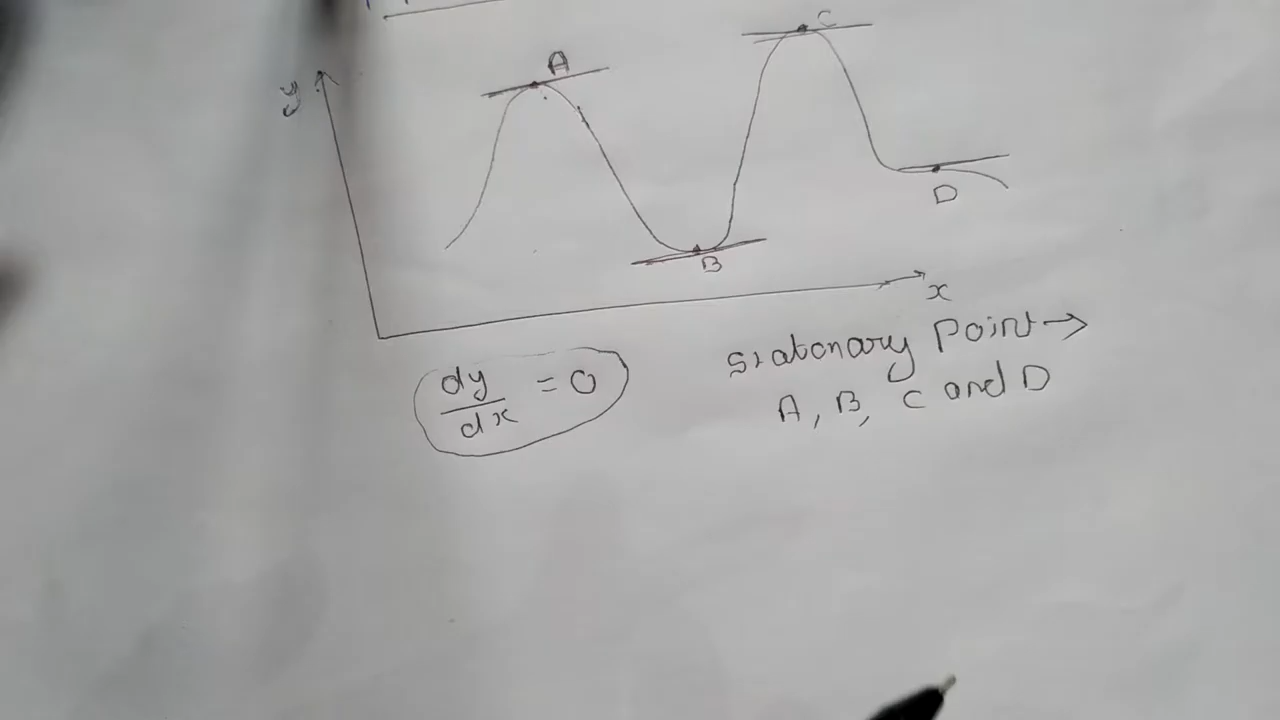 C
A
y
D
B
x
dy/dx = 0
Stationary Point →
A, B, C and D